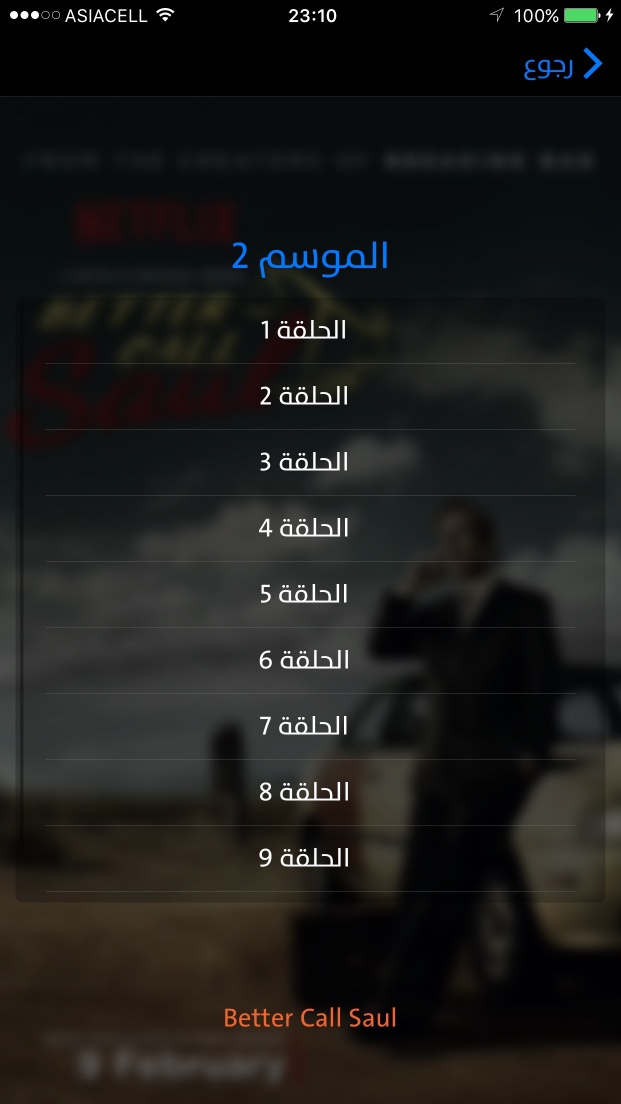 ASIACELL 23:10 100%
رجوع
FROM THE CREATORS OF BREAKING BAD
NETFLIX
الموسم 2
BETTER
CALL
Saul
الحلقة 1
الحلقة 2
الحلقة 3
الحلقة 4
الحلقة 5
الحلقة 6
الحلقة 7
الحلقة 8
الحلقة 9
Better Call Saul
9 February